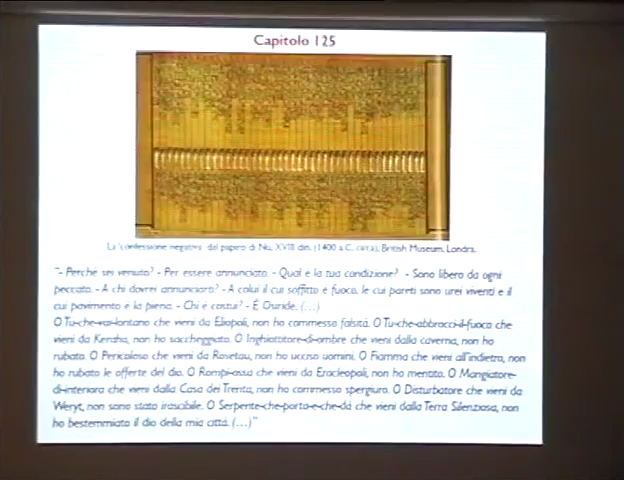 Capitolo 125
La 'confessione negativa' dal papiro di Nu, XVIII din. (1400 a.C. circa), British Museum, Londra.
"- Perché sei venuto? - Per essere annunciato. - Qual è la tua condizione? - Sono libero da ogni
peccato. - A chi dovrei annunciarti? - A colui il cui soffitto è fuoco, le cui pareti sono urei viventi e il
cui pavimento è la piena. - Chi è costui? - È Osiride. (...)
O Tu-che-vai-lontano che vieni da Eliopoli, non ho commesso falsità. O Tu-che-abbracci-il-fuoco che
vieni da Keraha, non ho saccheggiato. O Inghiottitore-di-ombre che vieni dalla caverna, non ho
rubato. O Pericoloso che vieni da Rosetau, non ho ucciso uomini. O Fiamma che vieni all'indietro, non
ho rubato le offerte del dio. O Rompi-ossa che vieni da Eracleopoli, non ho mentito. O Mangiatore-
di-interiora che vieni dalla Casa dei Trenta, non ho commesso spergiuro. O Disturbatore che vieni da
Weryt, non sono stato irascibile. O Serpente-che-porta-e-che-dà che vieni dalla Terra Silenziosa, non
ho bestemmiato il dio della mia città. (...)"